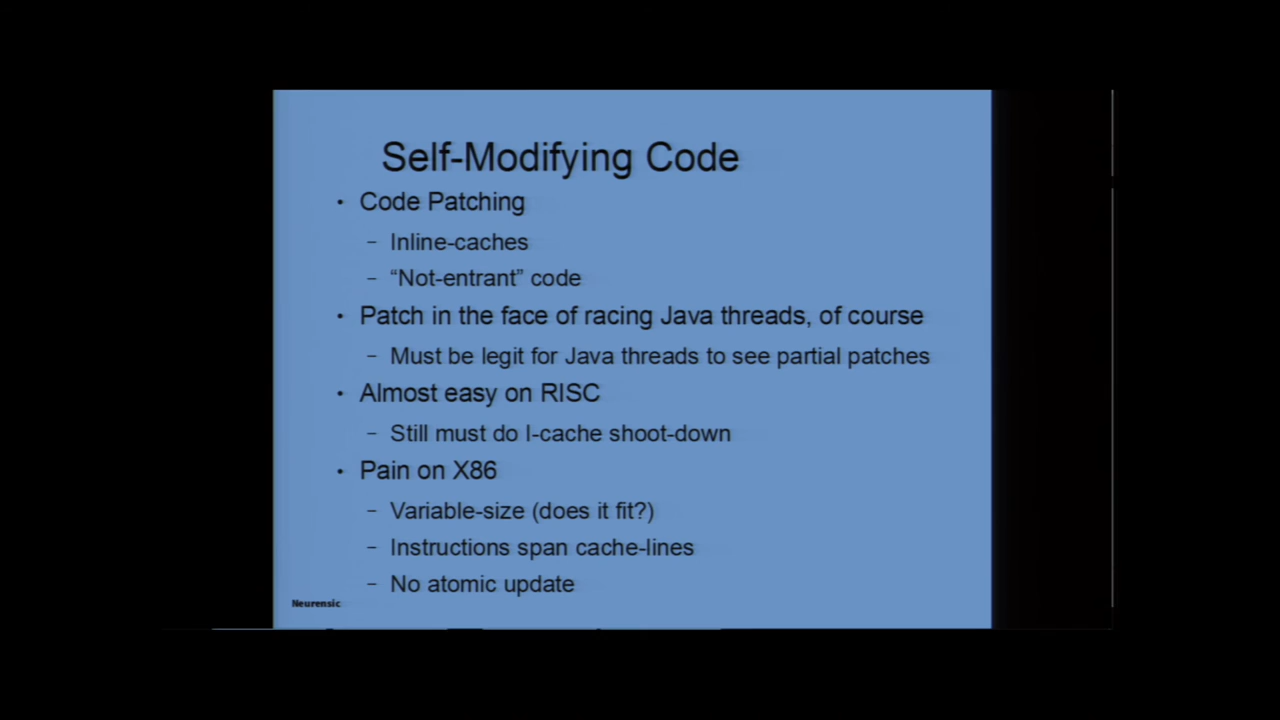 Self-Modifying Code
• Code Patching
– Inline-caches
– “Not-entrant” code
• Patch in the face of racing Java threads, of course
– Must be legit for Java threads to see partial patches
• Almost easy on RISC
– Still must do I-cache shoot-down
• Pain on X86
– Variable-size (does it fit?)
– Instructions span cache-lines
– No atomic update
Neurensic